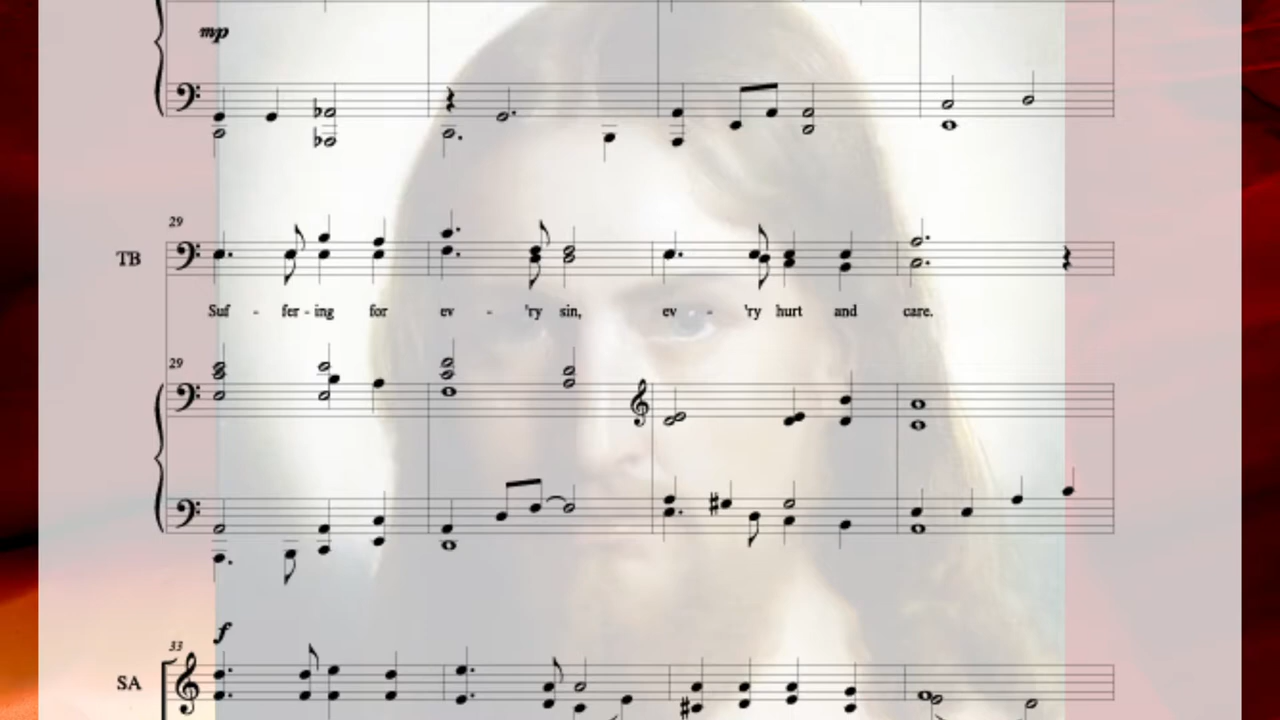 mp
29
TB
Suf - fer - ing for ev - 'ry sin, ev - 'ry hurt and care.
29
f
33
SA